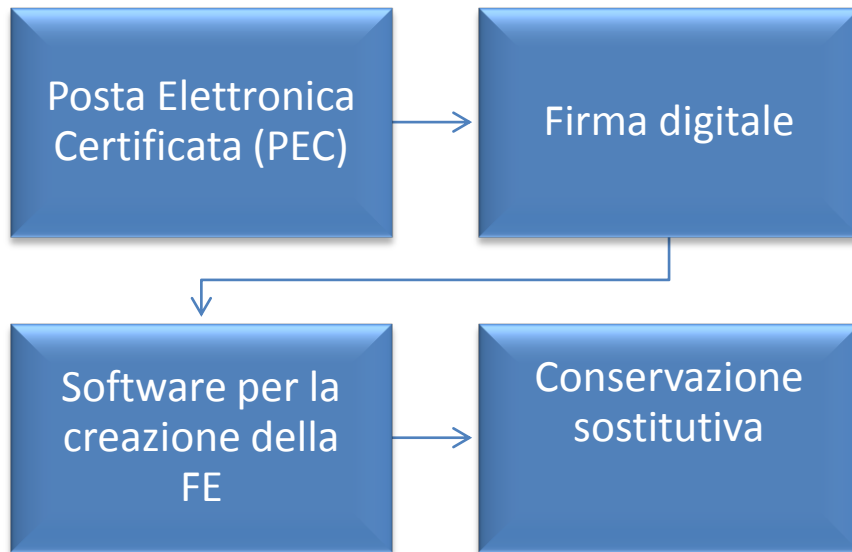 Posta Elettronica
Certificata (PEC)
Firma digitale
Software per la
creazione della
FE
Conservazione
sostitutiva